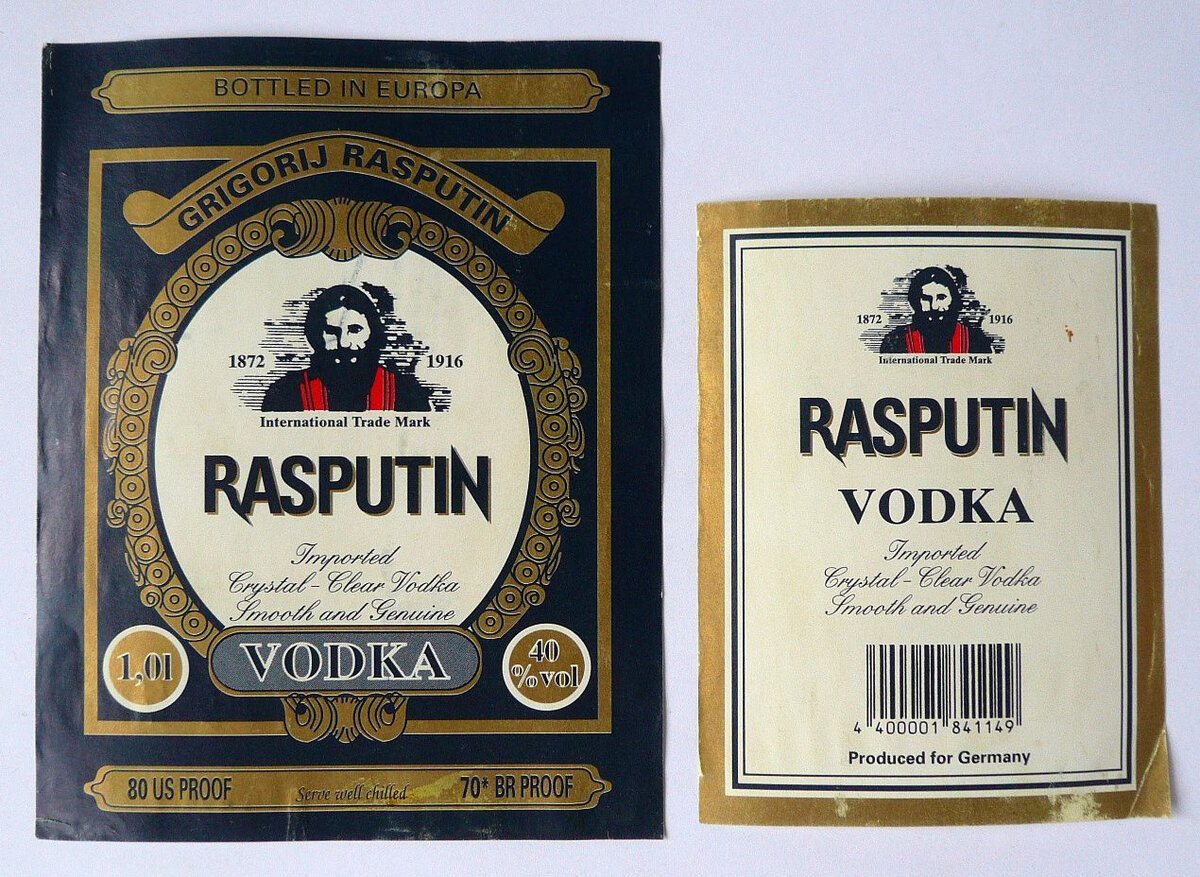 BOTTLED IN EUROPA
GRIGORIJ RASPUTIN
1872 1916
International Trade Mark
RASPUTIN
Imported
Crystal-Clear Vodka
Smooth and Genuine
1,0l VODKA 40 %vol
80 US PROOF Serve well chilled 70* BR PROOF
1872 1916
International Trade Mark
RASPUTIN
VODKA
Imported
Crystal-Clear Vodka
Smooth and Genuine
4 400001 841149
Produced for Germany